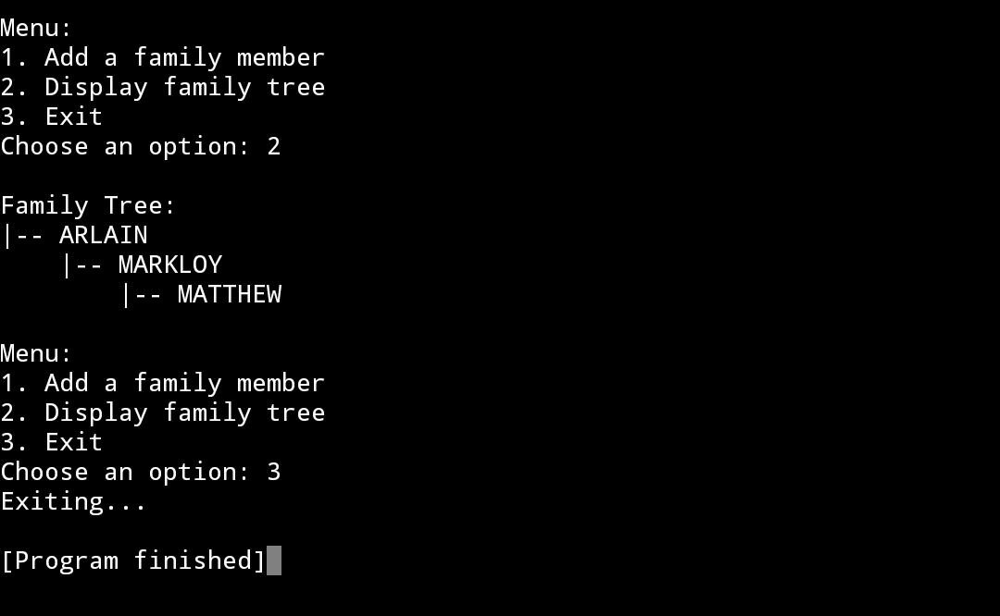 Menu:
1. Add a family member
2. Display family tree
3. Exit
Choose an option: 2

Family Tree:
|-- ARLAIN
    |-- MARKLOY
        |-- MATTHEW

Menu:
1. Add a family member
2. Display family tree
3. Exit
Choose an option: 3
Exiting...

[Program finished]